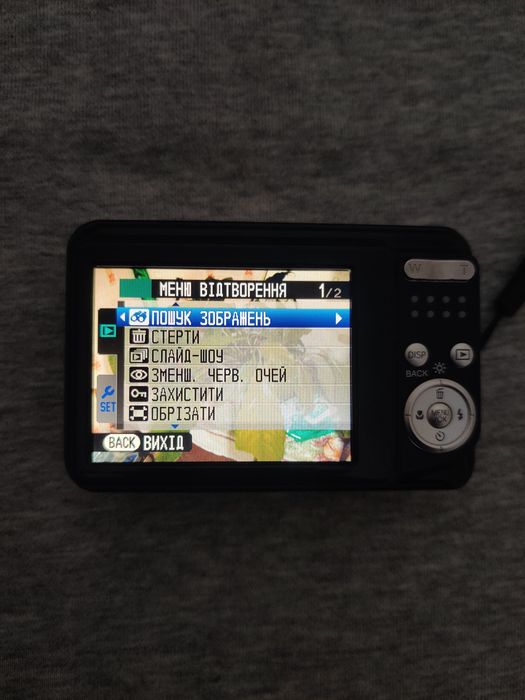 МЕНЮ ВІДТВОРЕННЯ 1/2
ПОШУК ЗОБРАЖЕНЬ
СТЕРТИ
СЛАЙД-ШОУ
ЗМЕНШ. ЧЕРВ. ОЧЕЙ
ЗАХИСТИТИ
ОБРІЗАТИ
SET
BACK ВИХІД
W T
DISP
BACK
MENU
OK